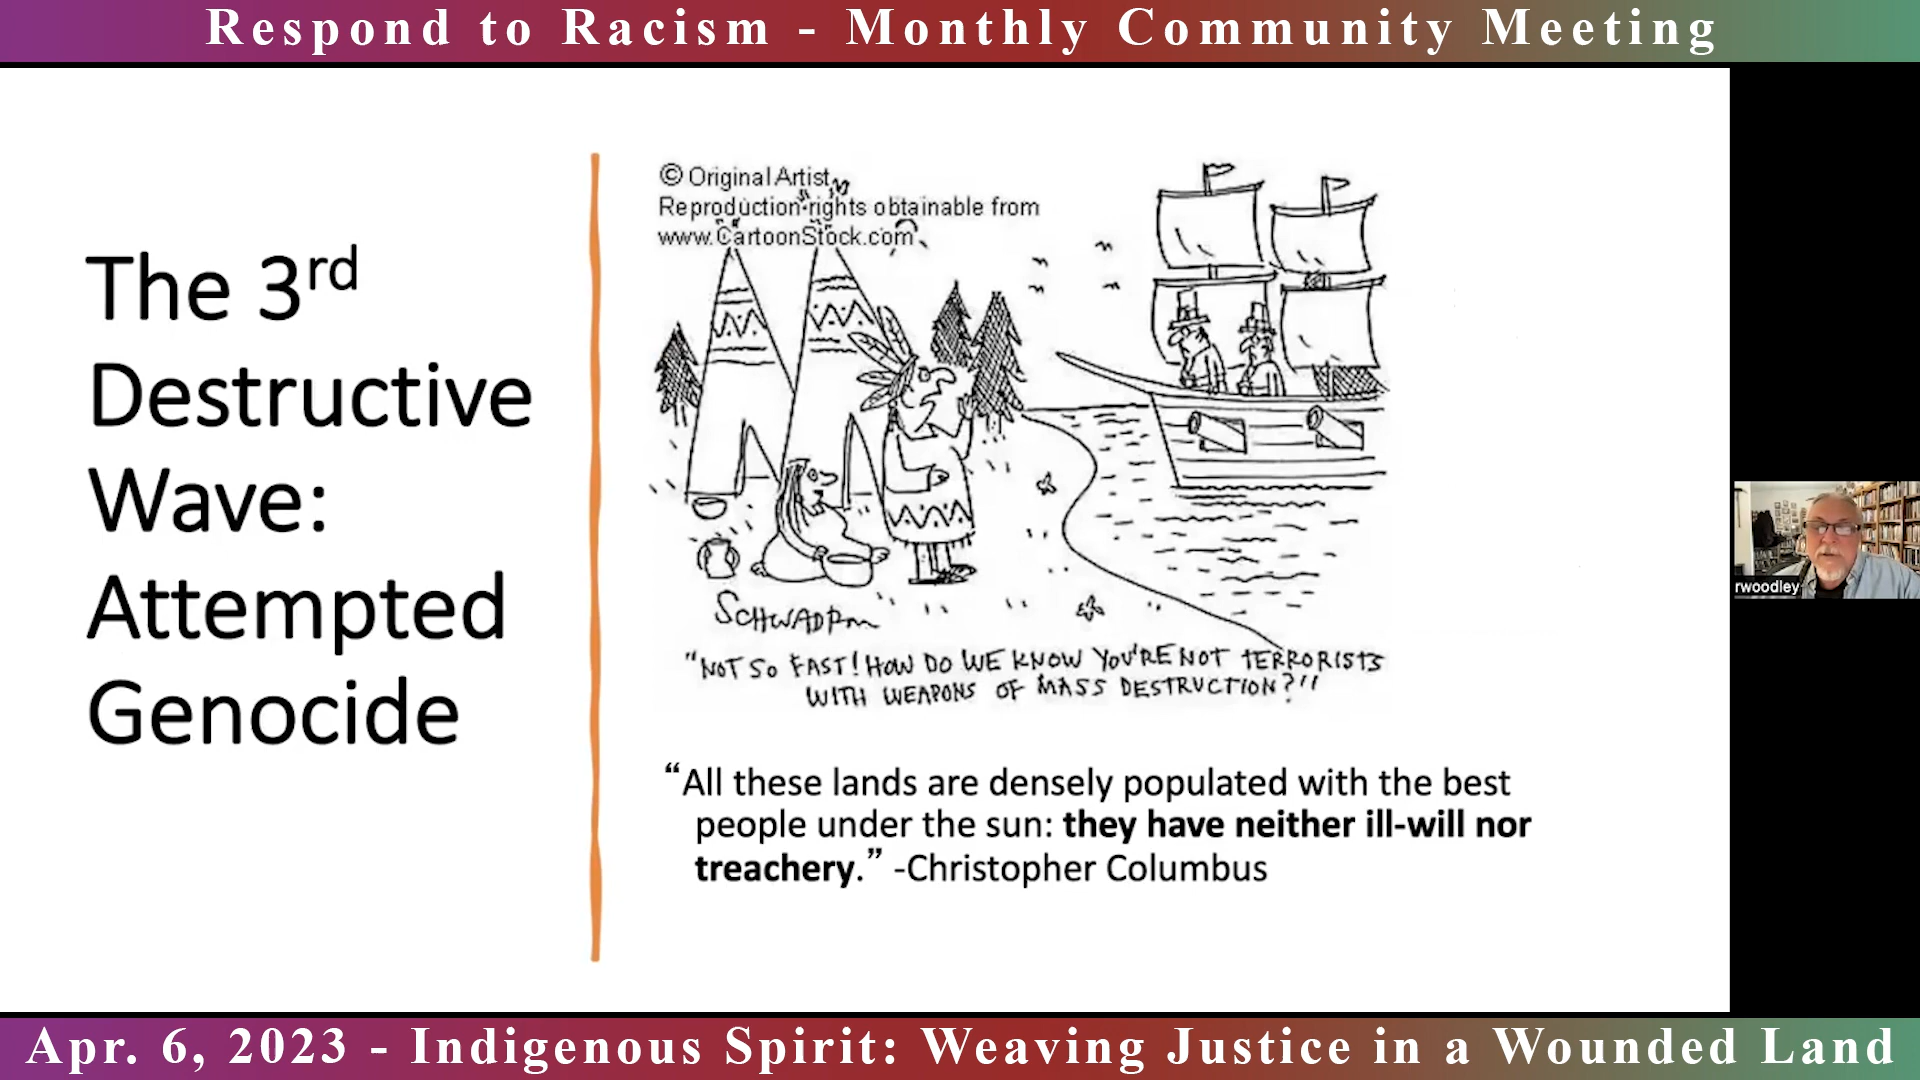 Respond to Racism - Monthly Community Meeting
The 3rd
Destructive
Wave:
Attempted
Genocide
© Original Artist
Reproduction rights obtainable from
www.CartoonStock.com
SCHWADRON
"NOT SO FAST! HOW DO WE KNOW YOU'RE NOT TERRORISTS
WITH WEAPONS OF MASS DESTRUCTION?"
“All these lands are densely populated with the best
people under the sun: they have neither ill-will nor
treachery.” -Christopher Columbus
rwoodley
Apr. 6, 2023 - Indigenous Spirit: Weaving Justice in a Wounded Land